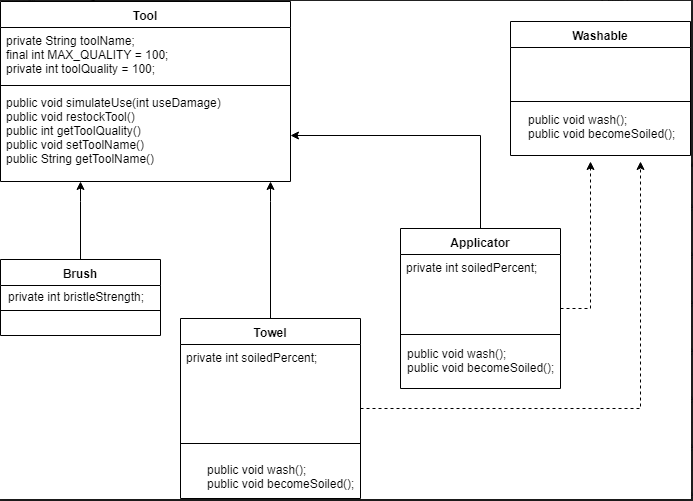 Tool
private String toolName;
final int MAX_QUALITY = 100;
private int toolQuality = 100;
public void simulateUse(int useDamage)
public void restockTool()
public int getToolQuality()
public void setToolName()
public String getToolName()
Washable
public void wash();
public void becomeSoiled();
Brush
private int bristleStrength;
Towel
private int soiledPercent;
public void wash();
public void becomeSoiled();
Applicator
private int soiledPercent;
public void wash();
public void becomeSoiled();